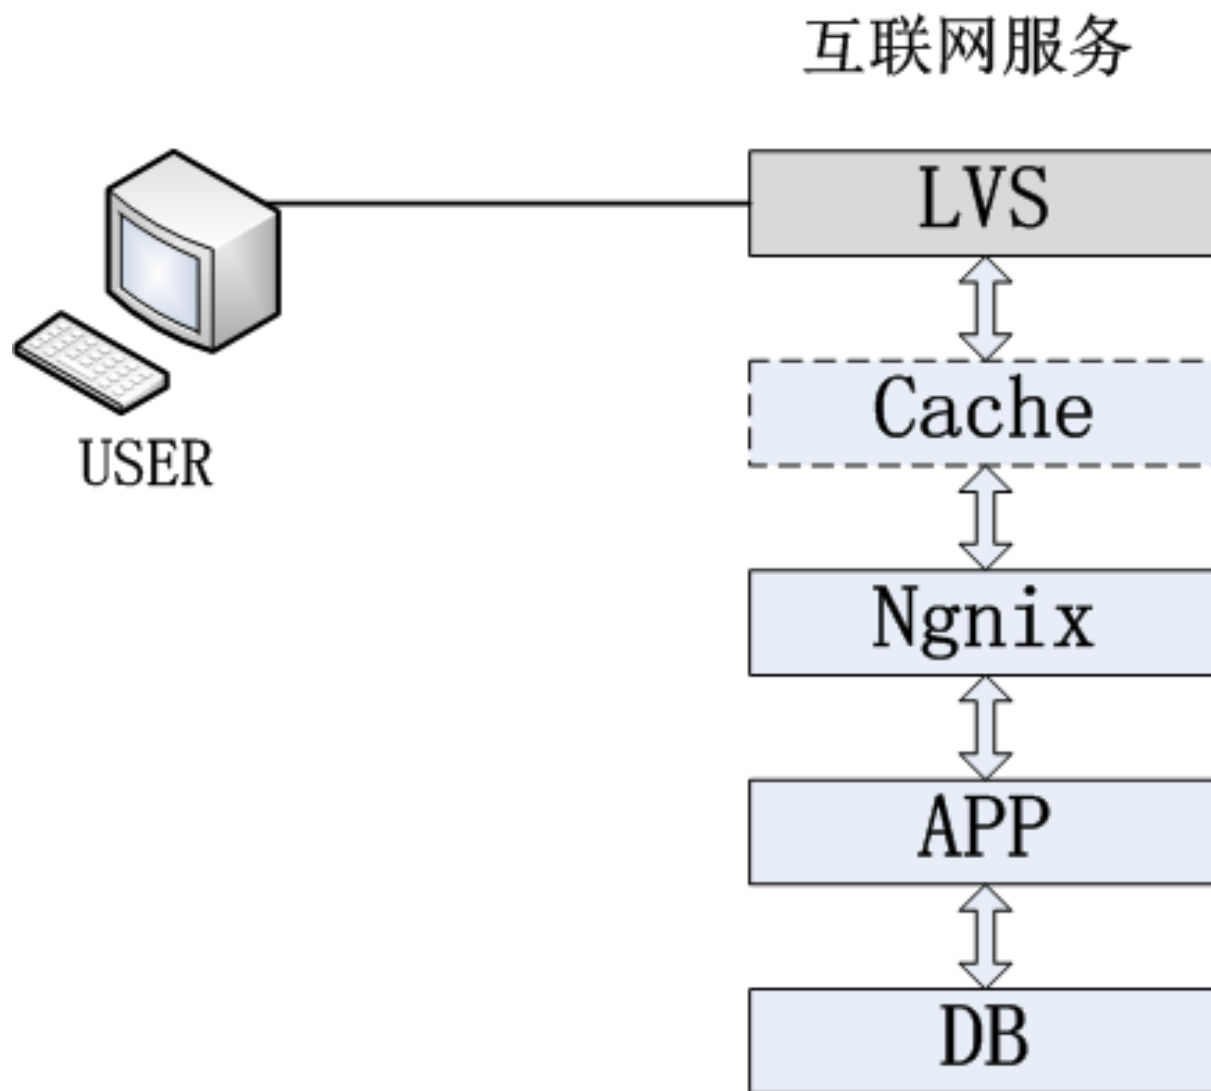 互联网服务
LVS
Cache
USER
Ngnix
APP
DB